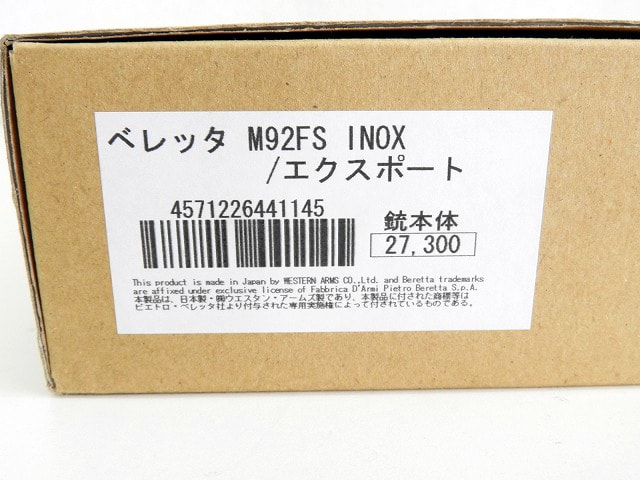 ベレッタ M92FS INOX
/エクスポート
4571226441145
銃本体
27,300
This product is made in Japan by WESTERN ARMS CO.,Ltd. and Beretta trademarks
are affixed under exclusive license of Fabbrica D'Armi Pietro Beretta S.p.A.
本製品は、日本製・㈱ウエスタン・アームズ製であり、本製品に付された商標等は
ピエトロ・ベレッタ社より付与された専用実施権によって付されているものである。